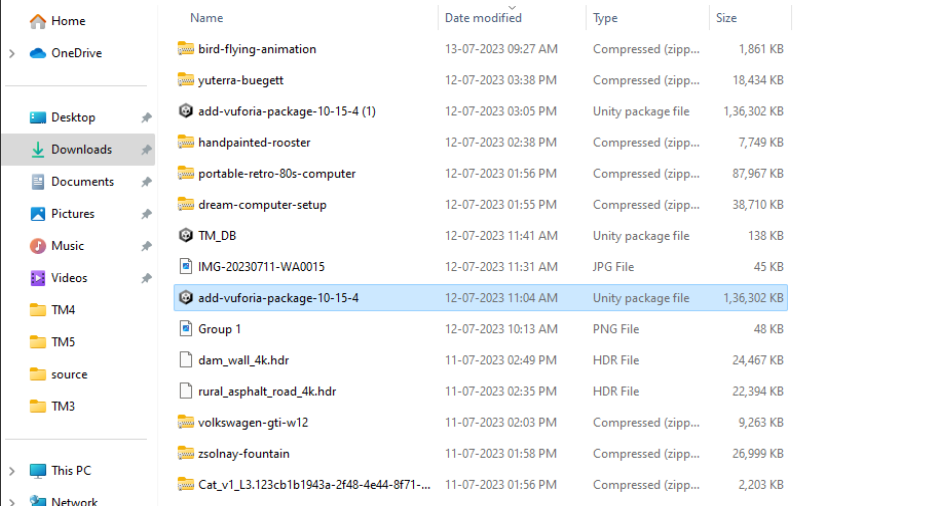 Home
OneDrive
Desktop
Downloads
Documents
Pictures
Music
Videos
TM4
TM5
source
TM3
This PC
Network
Name Date modified Type Size
bird-flying-animation 13-07-2023 09:27 AM Compressed (zipp... 1,861 KB
yuterra-buegett 12-07-2023 03:38 PM Compressed (zipp... 18,434 KB
add-vuforia-package-10-15-4 (1) 12-07-2023 03:05 PM Unity package file 1,36,302 KB
handpainted-rooster 12-07-2023 02:38 PM Compressed (zipp... 7,749 KB
portable-retro-80s-computer 12-07-2023 01:56 PM Compressed (zipp... 87,967 KB
dream-computer-setup 12-07-2023 01:55 PM Compressed (zipp... 38,710 KB
TM_DB 12-07-2023 11:41 AM Unity package file 138 KB
IMG-20230711-WA0015 12-07-2023 11:31 AM JPG File 45 KB
add-vuforia-package-10-15-4 12-07-2023 11:04 AM Unity package file 1,36,302 KB
Group 1 12-07-2023 10:13 AM PNG File 48 KB
dam_wall_4k.hdr 11-07-2023 02:49 PM HDR File 24,467 KB
rural_asphalt_road_4k.hdr 11-07-2023 02:35 PM HDR File 22,394 KB
volkswagen-gti-w12 11-07-2023 02:03 PM Compressed (zipp... 9,263 KB
zsolnay-fountain 11-07-2023 01:58 PM Compressed (zipp... 26,999 KB
Cat_v1_L3.123cb1b1943a-2f48-4e44-8f71-... 11-07-2023 01:56 PM Compressed (zipp... 2,203 KB